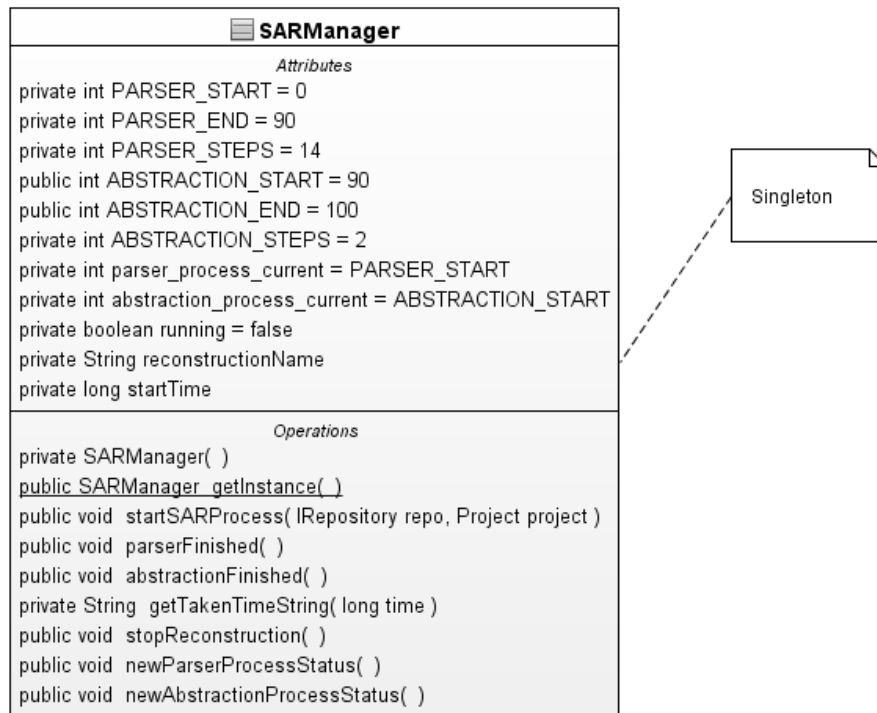 SARManager
Attributes
private int PARSER_START = 0
private int PARSER_END = 90
private int PARSER_STEPS = 14
public int ABSTRACTION_START = 90
public int ABSTRACTION_END = 100
private int ABSTRACTION_STEPS = 2
private int parser_process_current = PARSER_START
private int abstraction_process_current = ABSTRACTION_START
private boolean running = false
private String reconstructionName
private long startTime
Operations
private SARManager( )
public SARManager getInstance( )
public void startSARProcess( IRepository repo, Project project )
public void parserFinished( )
public void abstractionFinished( )
private String getTakenTimeString( long time )
public void stopReconstruction( )
public void newParserProcessStatus( )
public void newAbstractionProcessStatus( )
Singleton